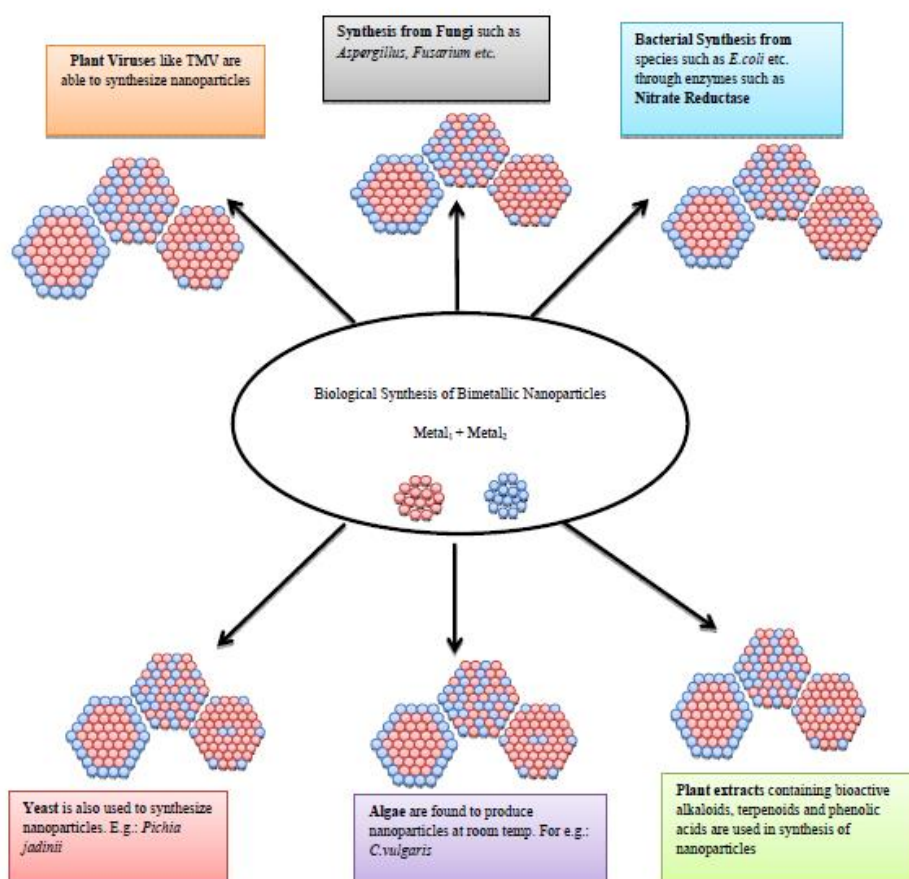 Plant Viruses like TMV are
able to synthesize nanoparticles
Synthesis from Fungi such as
Aspergillus, Fusarium etc.
Bacterial Synthesis from
species such as E.coli etc.
through enzymes such as
Nitrate Reductase
Biological Synthesis of Bimetallic Nanoparticles
Metal₁ + Metal₂
Yeast is also used to synthesize
nanoparticles. E.g.: Pichia
jadinii
Algae are found to produce
nanoparticles at room temp. For e.g.:
C.vulgaris
Plant extracts containing bioactive
alkaloids, terpenoids and phenolic
acids are used in synthesis of
nanoparticles